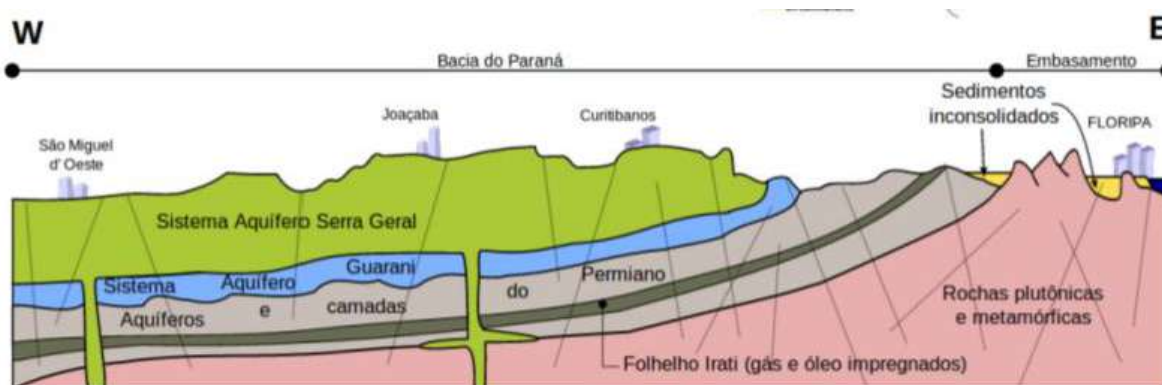 W
E
Bacia do Paraná
Embasamento
Sedimentos
inconsolidados
FLORIPA
Joaçaba
Curitibanos
São Miguel
d' Oeste
Sistema Aquífero Serra Geral
Guarani
Sistema
Aquífero
Permiano
do
camadas
e
Aquíferos
Rochas plutônicas
e metamórficas
Folhelho Irati (gás e óleo impregnados)